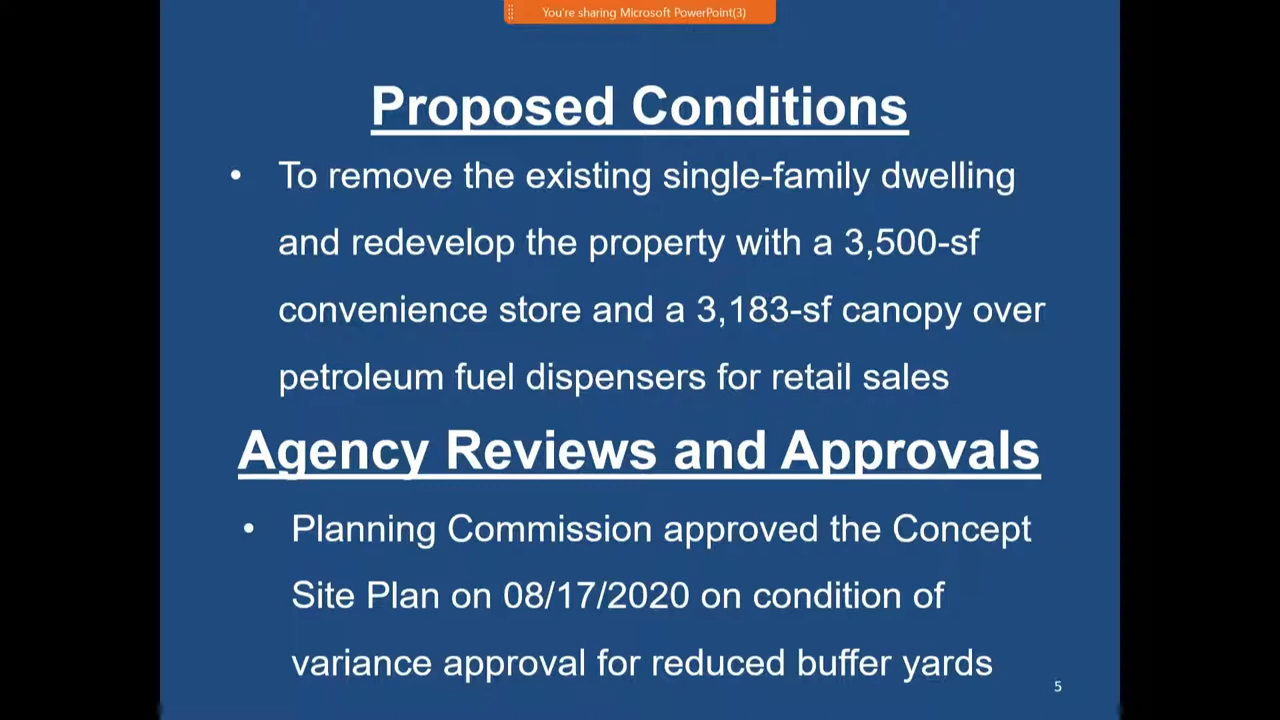 You're sharing Microsoft PowerPoint(3)
Proposed Conditions
• To remove the existing single-family dwelling
and redevelop the property with a 3,500-sf
convenience store and a 3,183-sf canopy over
petroleum fuel dispensers for retail sales
Agency Reviews and Approvals
• Planning Commission approved the Concept
Site Plan on 08/17/2020 on condition of
variance approval for reduced buffer yards
5